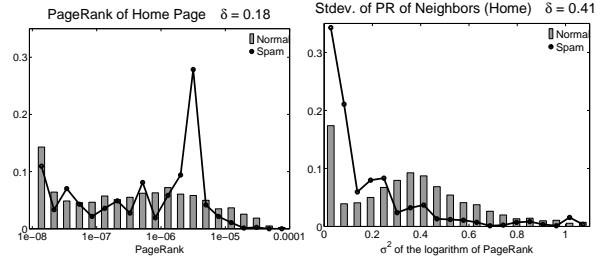 PageRank of Home Page δ = 0.18
Normal
Spam
0.3
0.2
0.1
0
1e-08 1e-07 1e-06 1e-05 0.0001
PageRank
Stdev. of PR of Neighbors (Home) δ = 0.41
Normal
Spam
0.3
0.2
0.1
0
0 0.2 0.4 0.6 0.8 1
σ² of the logarithm of PageRank